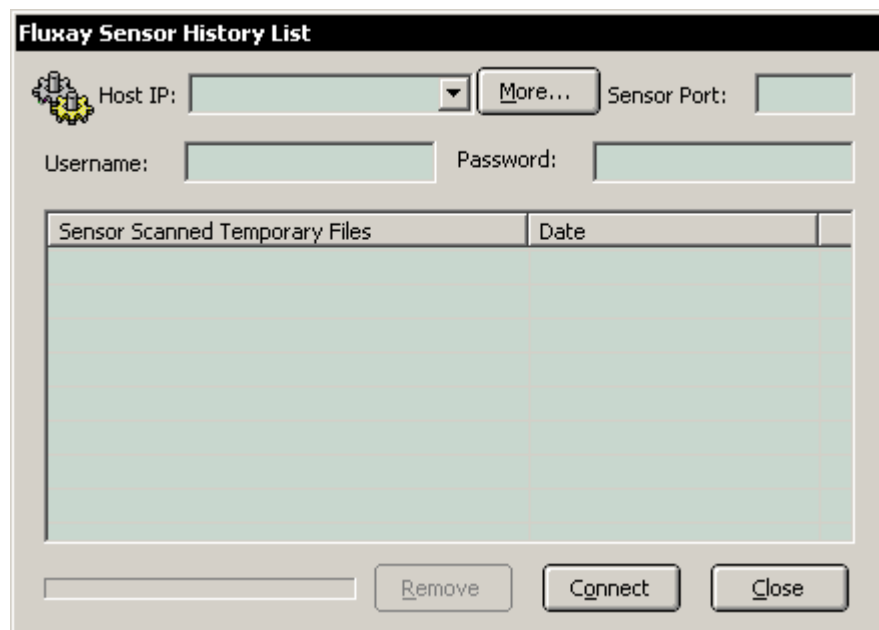 Fluxay Sensor History List
Host IP: More... Sensor Port:
Username: Password:
Sensor Scanned Temporary Files Date
Remove Connect Close